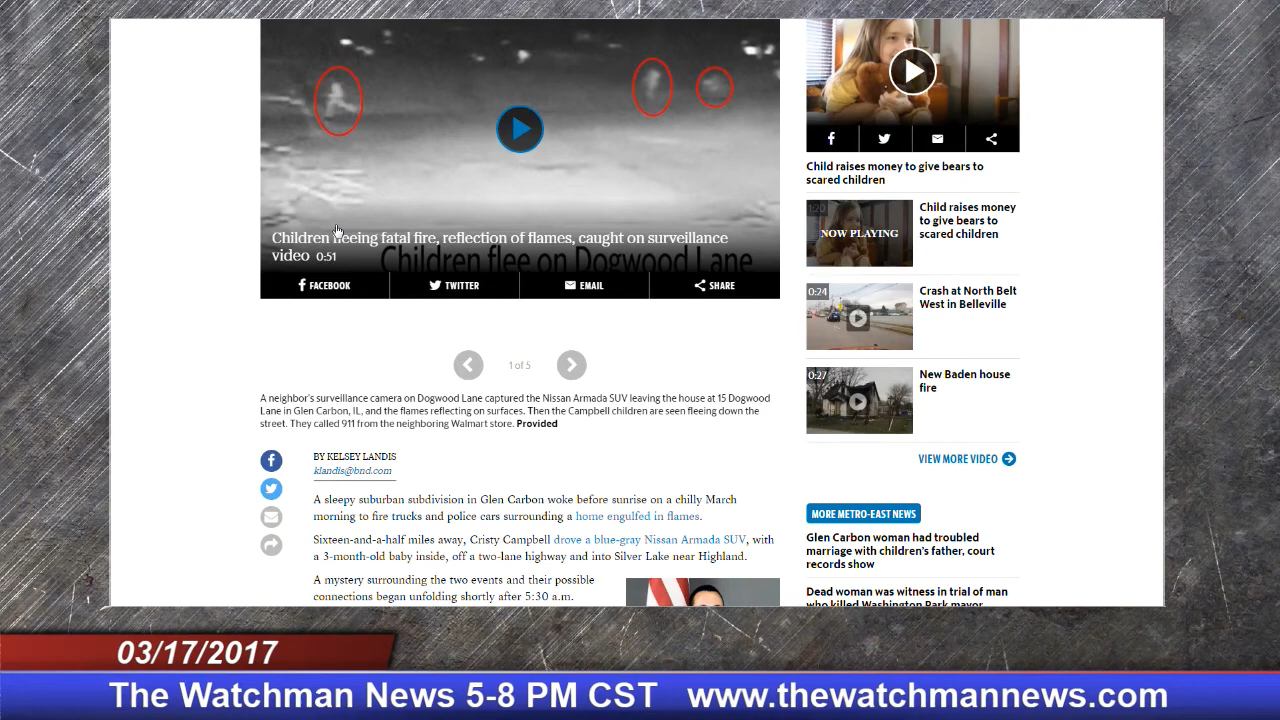 Children fleeing fatal fire, reflection of flames, caught on surveillance
video 0:51
Children flee on Dogwood Lane
FACEBOOK
TWITTER
EMAIL
SHARE
1 of 5
A neighbor's surveillance camera on Dogwood Lane captured the Nissan Armada SUV leaving the house at 15 Dogwood
Lane in Glen Carbon, IL, and the flames reflecting on surfaces. Then the Campbell children are seen fleeing down the
street. They called 911 from the neighboring Walmart store. Provided
BY KELSEY LANDIS
klandis@bnd.com
A sleepy suburban subdivision in Glen Carbon woke before sunrise on a chilly March
morning to fire trucks and police cars surrounding a home engulfed in flames.
Sixteen-and-a-half miles away, Cristy Campbell drove a blue-gray Nissan Armada SUV, with
a 3-month-old baby inside, off a two-lane highway and into Silver Lake near Highland.
A mystery surrounding the two events and their possible
connections began unfolding shortly after 5:30 a.m.
Child raises money to give bears to
scared children
1:20
NOW PLAYING
Child raises money
to give bears to
scared children
0:24
Crash at North Belt
West in Belleville
0:27
New Baden house
fire
VIEW MORE VIDEO
MORE METRO-EAST NEWS
Glen Carbon woman had troubled
marriage with children's father, court
records show
Dead woman was witness in trial of man
who killed Washington Park mayor
03/17/2017
The Watchman News 5-8 PM CST www.thewatchmannews.com